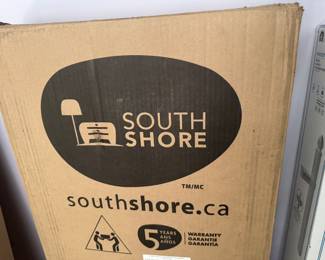 SOUTH
SHORE
TM/MC
southshore.ca
5 YEARS
ANS
AÑOS
WARRANTY
GARANTIE
GARANTÍA